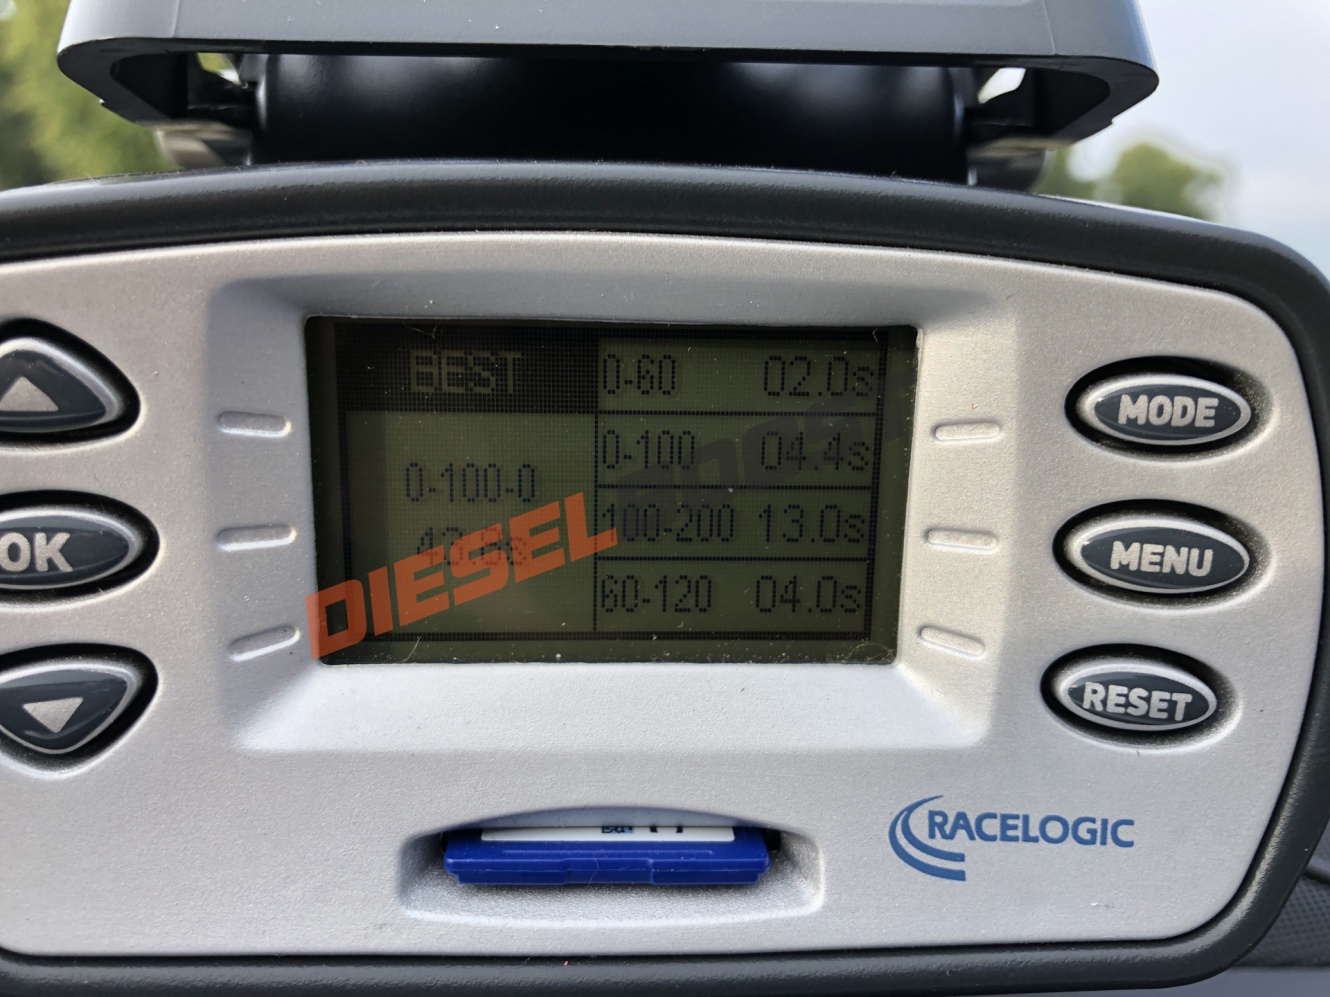 BEST
0-60 02.0s
0-100 04.4s
0-100-0
100-200 13.0s
60-120 04.0s
DIESEL
OK
MODE
MENU
RESET
RACELOGIC